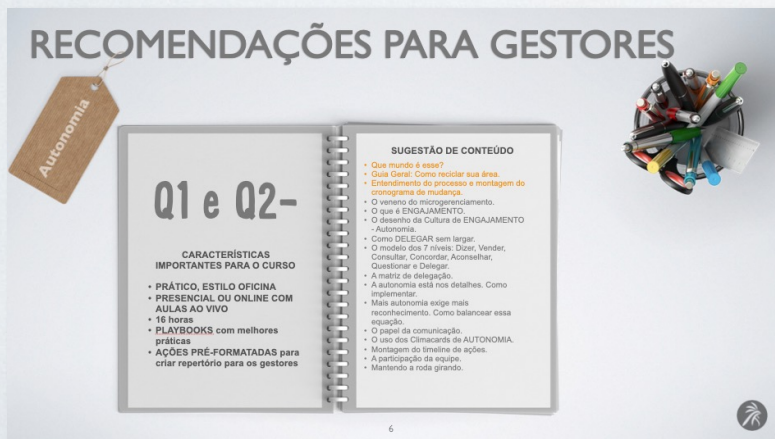 RECOMENDAÇÕES PARA GESTORES
Autonomia
Q1 e Q2-
CARACTERÍSTICAS
IMPORTANTES PARA O CURSO
• PRÁTICO, ESTILO OFICINA
• PRESENCIAL OU ONLINE COM
AULAS AO VIVO
• 16 horas
• PLAYBOOKS com melhores
práticas
• AÇÕES PRÉ-FORMATADAS para
criar repertório para os gestores
SUGESTÃO DE CONTEÚDO
• Que mundo é esse?
• Guia Geral: Como reciclar sua área.
• Entendimento do processo e montagem do
cronograma de mudança.
• O veneno do microgerenciamento.
• O que é ENGAJAMENTO.
• O desenho da Cultura de ENGAJAMENTO
- Autonomia.
• Como DELEGAR sem largar.
• O modelo dos 7 níveis: Dizer, Vender,
Consultar, Concordar, Aconselhar,
Questionar e Delegar.
• A matriz de delegação.
• A autonomia está nos detalhes. Como
implementar.
• Mais autonomia exige mais
reconhecimento. Como balancear essa
equação.
• O papel da comunicação.
• O uso dos Climacards de AUTONOMIA.
• Montagem do timeline de ações.
• A participação da equipe.
• Mantendo a roda girando.
6